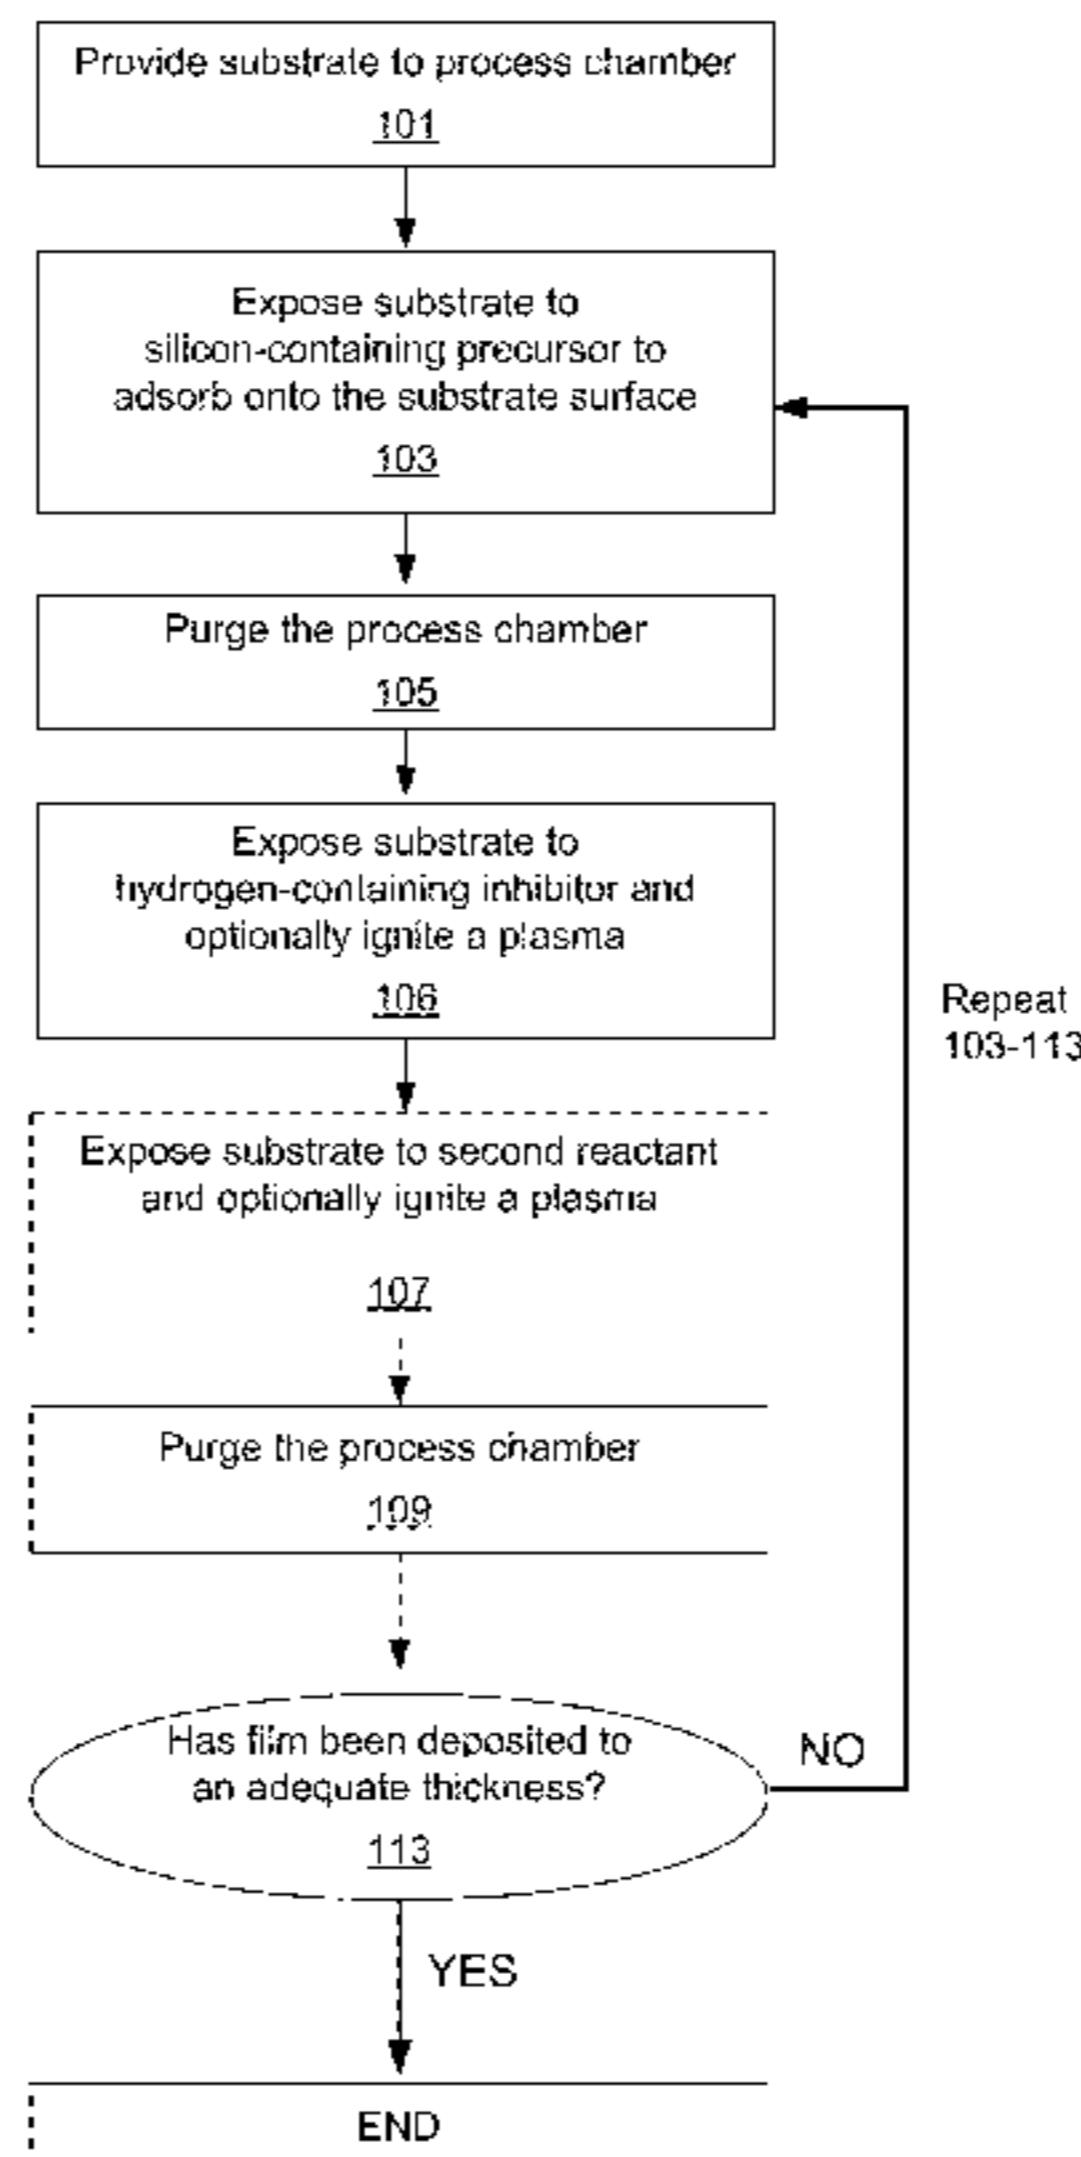 Provide substrate to process chamber
101
Expose substrate to
silicon-containing precursor to
adsorb onto the substrate surface
103
Purge the process chamber
105
Expose substrate to
hydrogen-containing inhibitor and
optionally ignite a plasma
106
Repeat
103-113
Expose substrate to second reactant
and optionally ignite a plasma
107
Purge the process chamber
109
Has film been deposited to
an adequate thickness?
113
NO
YES
END